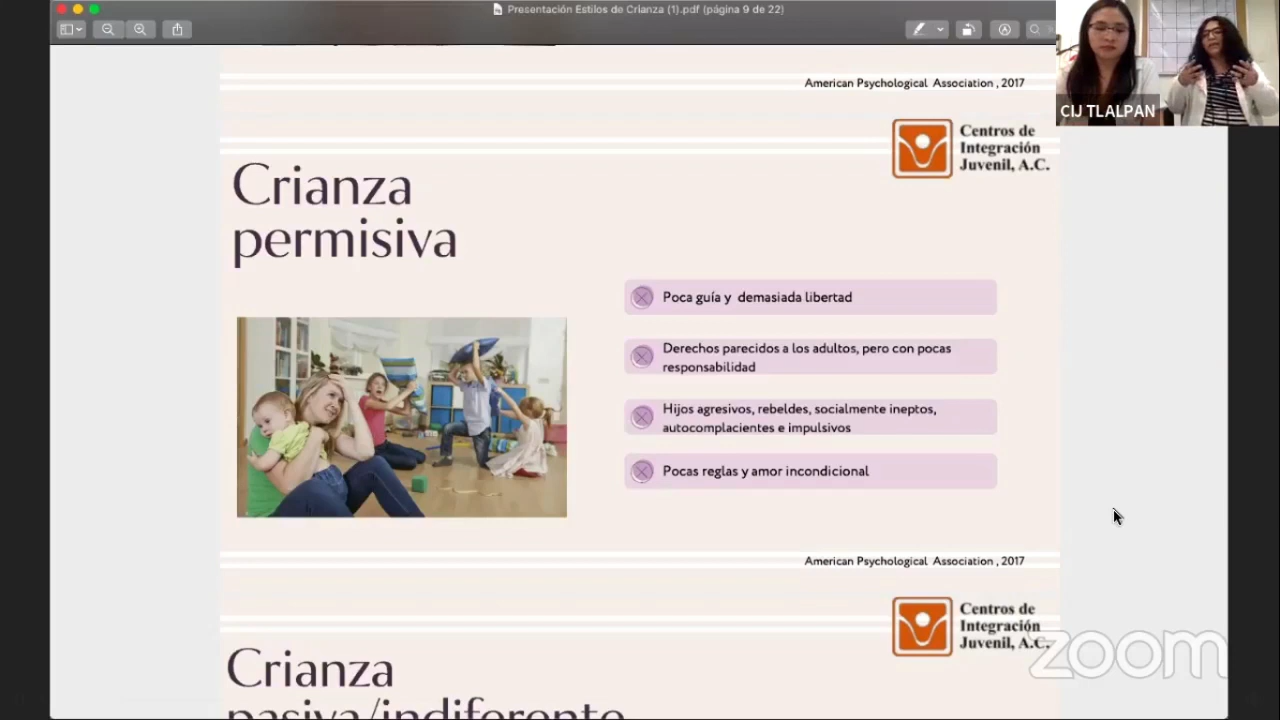 Presentación Estilos de Crianza (1).pdf (página 9 de 22)
American Psychological Association , 2017
CIJ TLALPAN
Centros de
Integración
Juvenil, A.C.
Crianza
permisiva
Poca guía y demasiada libertad
Derechos parecidos a los adultos, pero con pocas
responsabilidad
Hijos agresivos, rebeldes, socialmente ineptos,
autocomplacientes e impulsivos
Pocas reglas y amor incondicional
American Psychological Association , 2017
Centros de
Integración
Juvenil, A.C.
zoom
Crianza
pasiva/indiferente